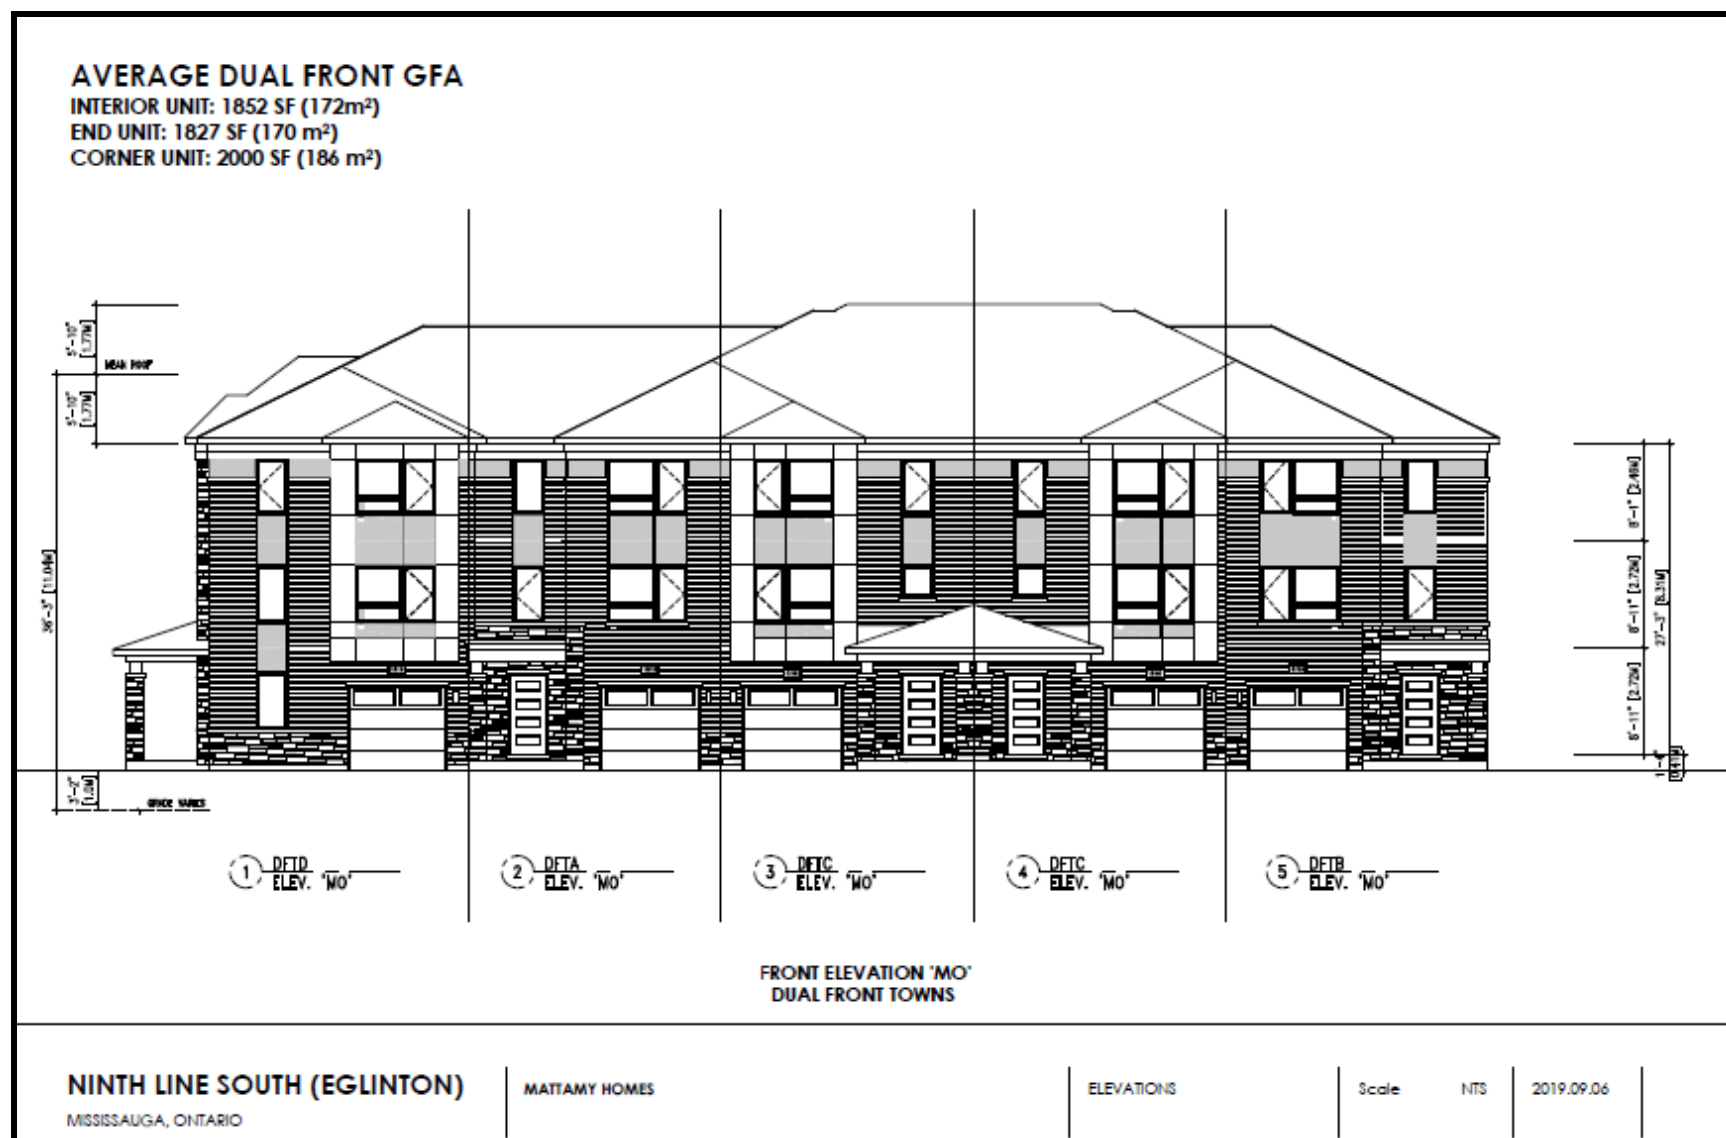 AVERAGE DUAL FRONT GFA
INTERIOR UNIT: 1852 SF (172m²)
END UNIT: 1827 SF (170 m²)
CORNER UNIT: 2000 SF (186 m²)
5'-10"
[1.77M]
MEAN ROOF
5'-10"
[1.77M]
36'-3" [11.04M]
3'-2"
[1.0M]
GRADE VARIES
8'-1" [2.46M]
8'-11" [2.72M]
27'-3" [8.31M]
8'-11" [2.72M]
1'-4"
[0.41M]
1 DFTD
ELEV. 'MO'
2 DFTA
ELEV. 'MO'
3 DFTC
ELEV. 'MO'
4 DFTC
ELEV. 'MO'
5 DFTB
ELEV. 'MO'
FRONT ELEVATION 'MO'
DUAL FRONT TOWNS
NINTH LINE SOUTH (EGLINTON)
MISSISSAUGA, ONTARIO
MATTAMY HOMES
ELEVATIONS
Scale NTS
2019.09.06